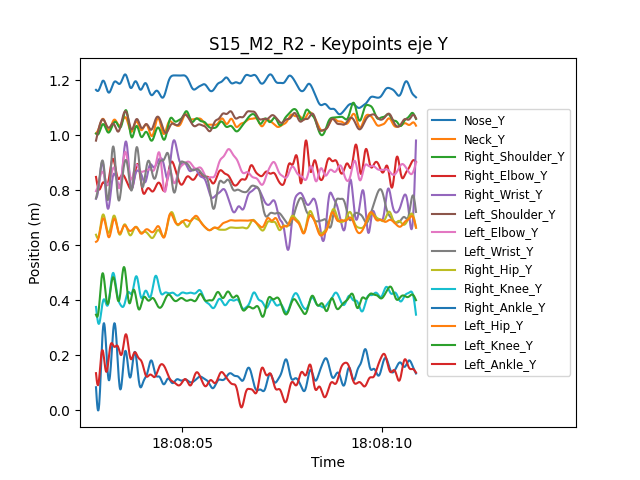 S15_M2_R2 - Keypoints eje Y
Position (m)
1.2
1.0
0.8
0.6
0.4
0.2
0.0
18:08:05
18:08:10
Time
Nose_Y
Neck_Y
Right_Shoulder_Y
Right_Elbow_Y
Right_Wrist_Y
Left_Shoulder_Y
Left_Elbow_Y
Left_Wrist_Y
Right_Hip_Y
Right_Knee_Y
Right_Ankle_Y
Left_Hip_Y
Left_Knee_Y
Left_Ankle_Y